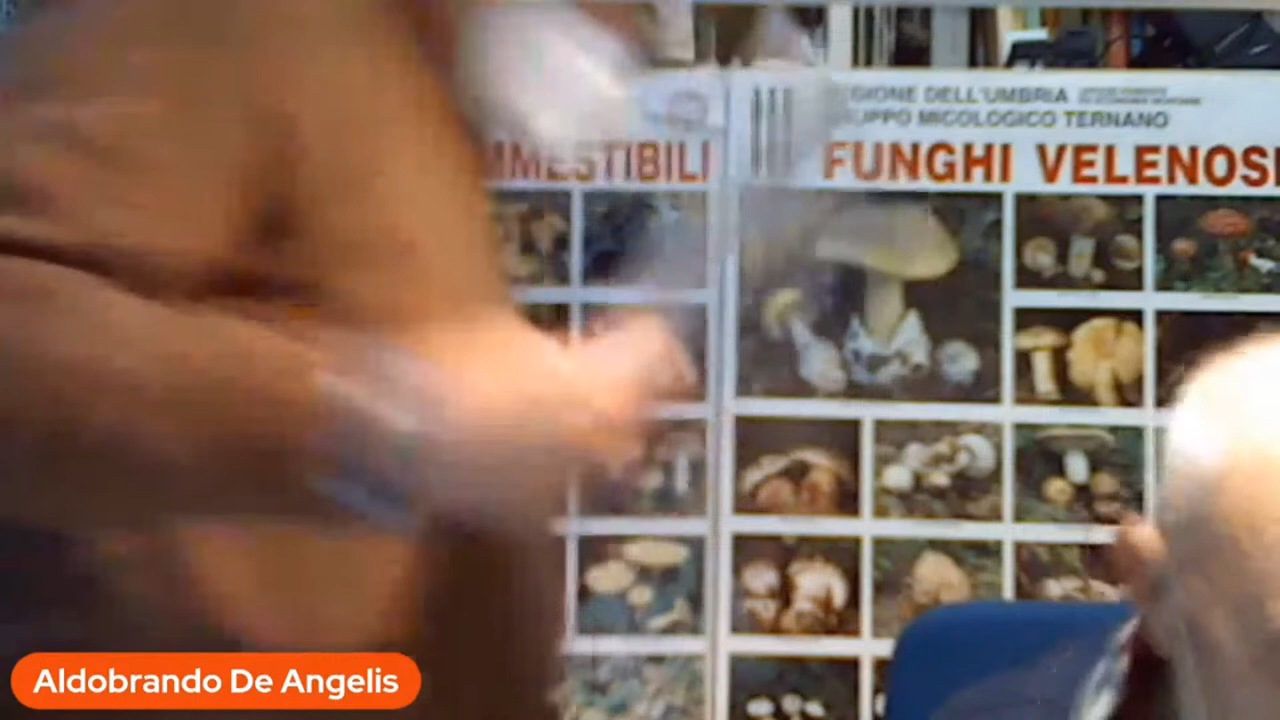 MMESTIBILI
GIONE DELL'UMBRIA
UPPO MICOLOGICO TERNANO
FUNGHI VELENOSI
Aldobrando De Angelis